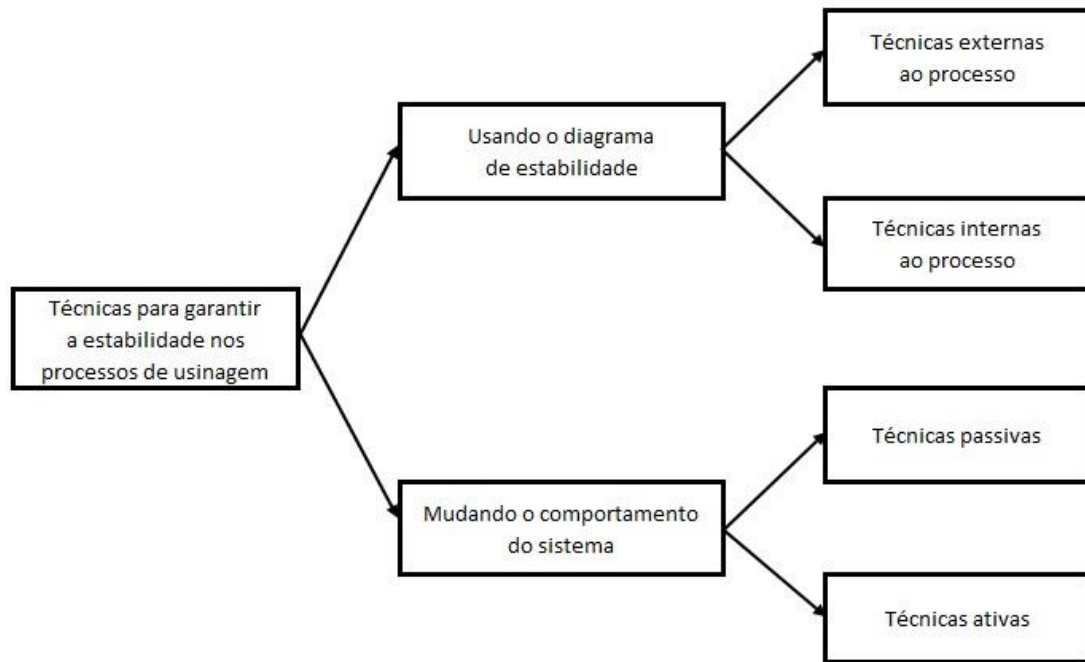 Técnicas para garantir
a estabilidade nos
processos de usinagem
Usando o diagrama
de estabilidade
Técnicas externas
ao processo
Técnicas internas
ao processo
Mudando o comportamento
do sistema
Técnicas passivas
Técnicas ativas